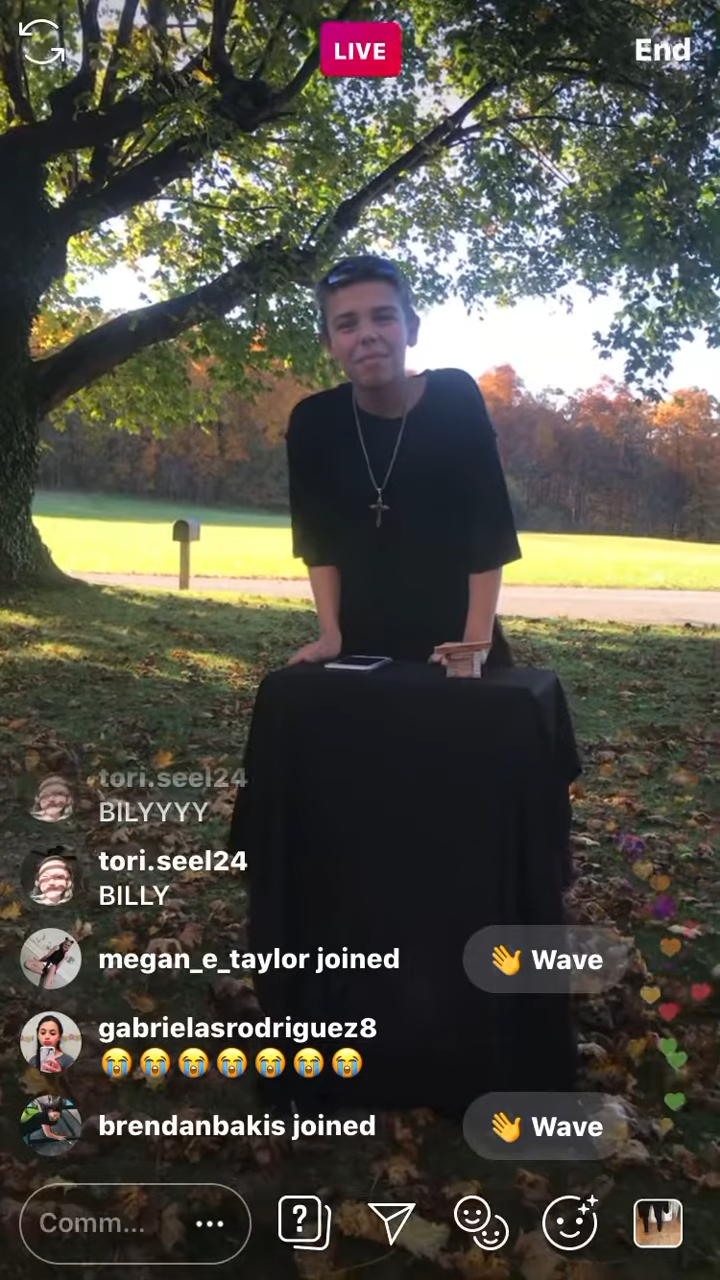 LIVE
End
tori.seel24
BILYYYY
tori.seel24
BILLY
megan_e_taylor joined
👋 Wave
gabrielasrodriguez8
😭😭😭😭😭😭😭
brendanbakis joined
👋 Wave
Comm...